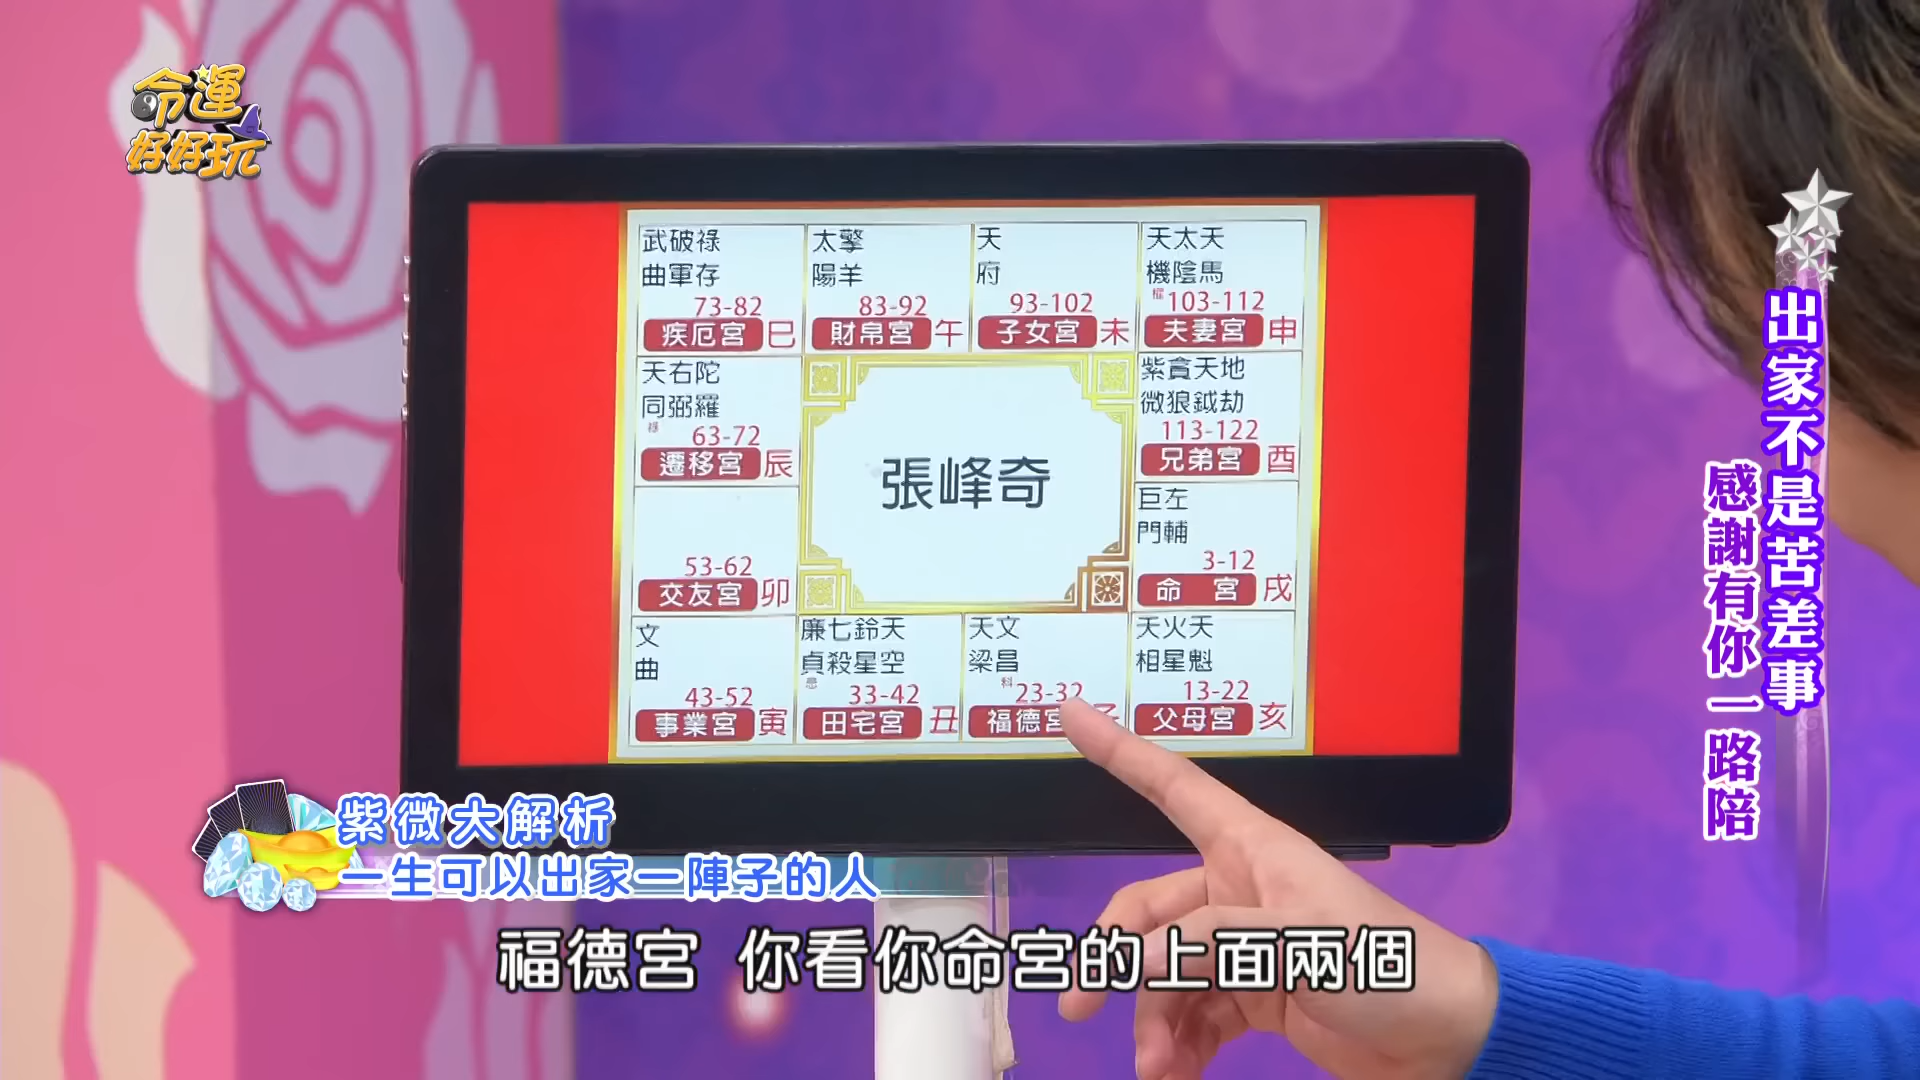 命運
好好玩
武破祿
曲軍存
73-82
疾厄宮 巳
太擎
陽羊
83-92
財帛宮 午
天
府
93-102
子女宮 未
天太天
機陰馬
權
103-112
夫妻宮 申
天右陀
同弼羅
祿
63-72
遷移宮 辰
張峰奇
紫貪天地
微狼鉞劫
113-122
兄弟宮 酉
53-62
交友宮 卯
巨左
門輔
3-12
命 宮 戌
文
曲
43-52
事業宮 寅
廉七鈴天
貞殺星空
忌
33-42
田宅宮 丑
天文
梁昌
科
23-32
福德宮 子
天火天
相星魁
13-22
父母宮 亥
出家不是苦差事
感謝有你一路陪
紫微大解析
一生可以出家一陣子的人
福德宮 你看你命宮的上面兩個